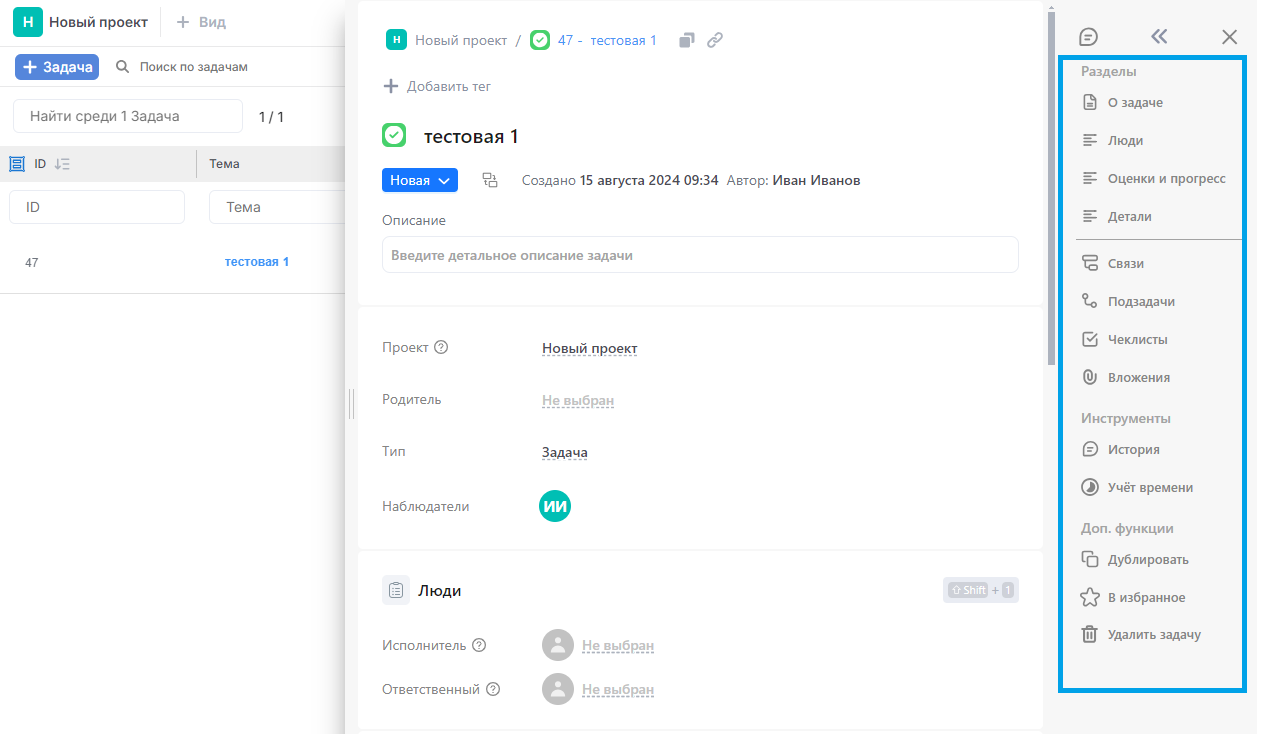 Н Новый проект + Вид
+ Задача Поиск по задачам
Найти среди 1 Задача 1 / 1
ID Тема
ID Тема
47 тестовая 1
Н Новый проект / 47 - тестовая 1
+ Добавить тег
тестовая 1
Новая Создано 15 августа 2024 09:34 Автор: Иван Иванов
Описание
Введите детальное описание задачи
Проект ? Новый проект
Родитель Не выбран
Тип Задача
Наблюдатели ИИ
Люди Shift + 1
Исполнитель ? Не выбран
Ответственный ? Не выбран
Разделы
О задаче
Люди
Оценки и прогресс
Детали
Связи
Подзадачи
Чеклисты
Вложения
Инструменты
История
Учёт времени
Доп. функции
Дублировать
В избранное
Удалить задачу